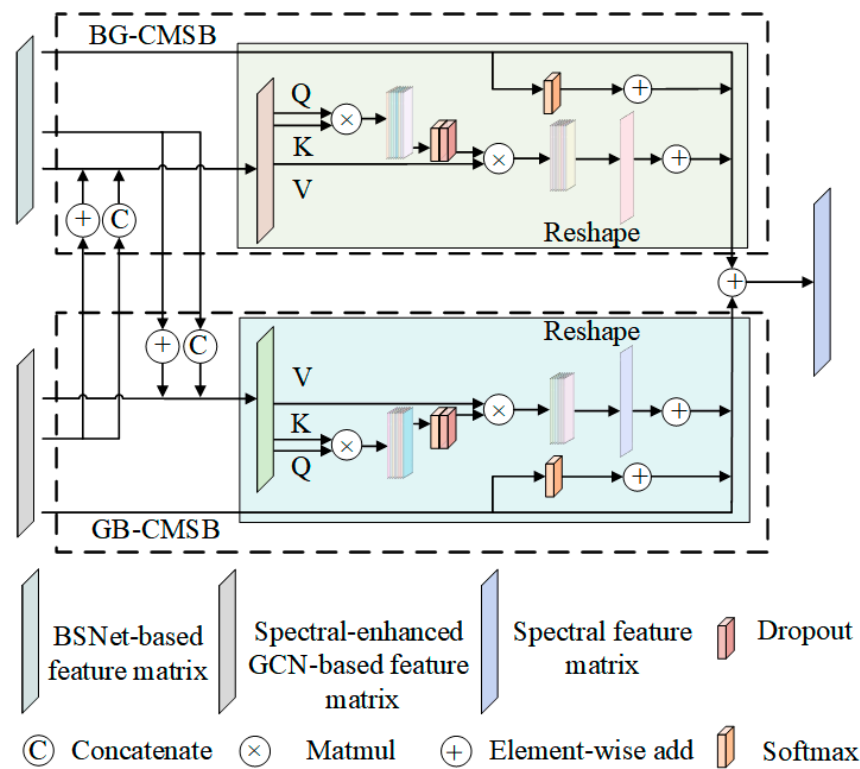 BG-CMSB
Q
K
V
Reshape
C
C
Reshape
V
K
Q
GB-CMSB
BSNet-based
feature matrix
Spectral-enhanced
GCN-based feature
matrix
Spectral feature
matrix
Dropout
C Concatenate
× Matmul
+ Element-wise add
Softmax